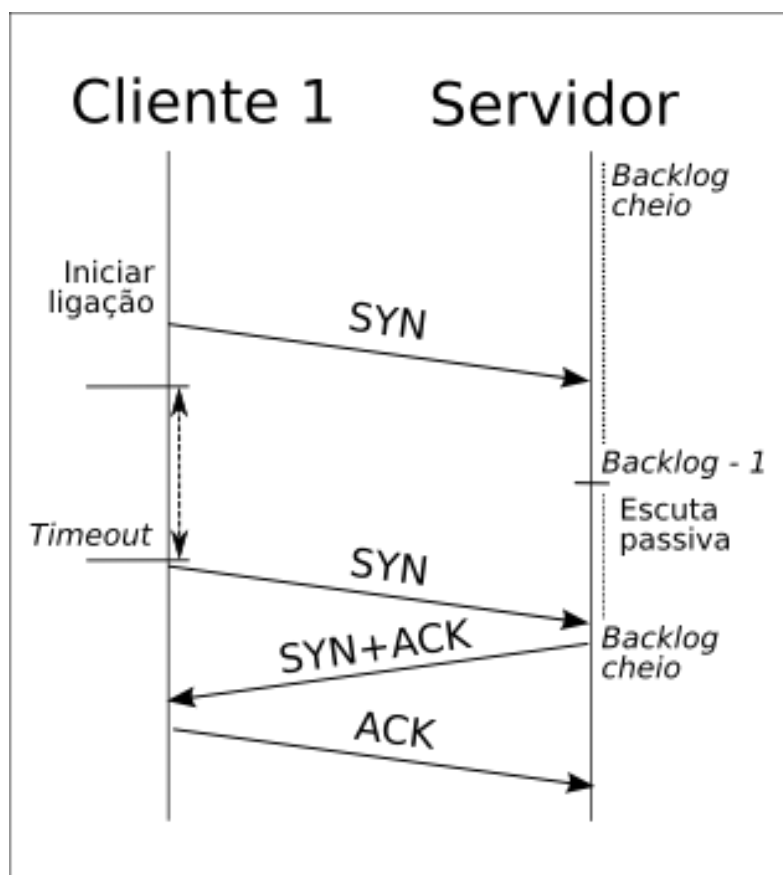 Cliente 1
Servidor
Backlog
cheio
Iniciar
ligação
SYN
Backlog - 1
Escuta
passiva
Timeout
SYN
SYN+ACK
Backlog
cheio
ACK